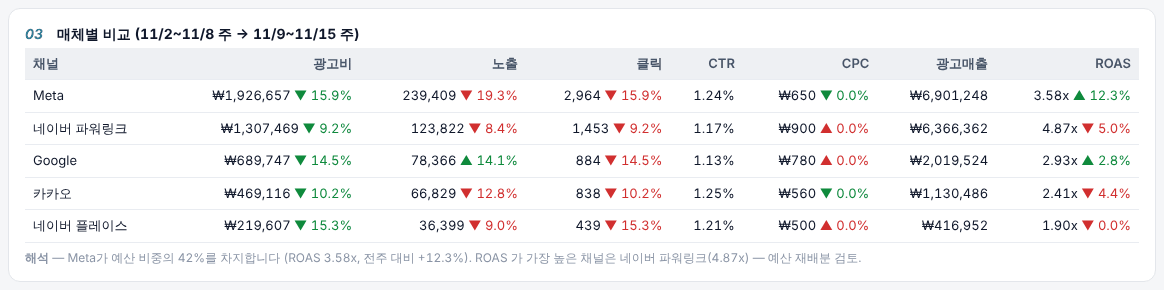 03 매체별 비교 (11/2~11/8 주 → 11/9~11/15 주)
채널 광고비 노출 클릭 CTR CPC 광고매출 ROAS
Meta ₩1,926,657 ▼ 15.9% 239,409 ▼ 19.3% 2,964 ▼ 15.9% 1.24% ₩650 ▼ 0.0% ₩6,901,248 3.58x ▲ 12.3%
네이버 파워링크 ₩1,307,469 ▼ 9.2% 123,822 ▼ 8.4% 1,453 ▼ 9.2% 1.17% ₩900 ▲ 0.0% ₩6,366,362 4.87x ▼ 5.0%
Google ₩689,747 ▼ 14.5% 78,366 ▲ 14.1% 884 ▼ 14.5% 1.13% ₩780 ▲ 0.0% ₩2,019,524 2.93x ▲ 2.8%
카카오 ₩469,116 ▼ 10.2% 66,829 ▼ 12.8% 838 ▼ 10.2% 1.25% ₩560 ▼ 0.0% ₩1,130,486 2.41x ▼ 4.4%
네이버 플레이스 ₩219,607 ▼ 15.3% 36,399 ▼ 9.0% 439 ▼ 15.3% 1.21% ₩500 ▲ 0.0% ₩416,952 1.90x ▼ 0.0%
해석 — Meta가 예산 비중의 42%를 차지합니다 (ROAS 3.58x, 전주 대비 +12.3%). ROAS 가 가장 높은 채널은 네이버 파워링크(4.87x) — 예산 재배분 검토.